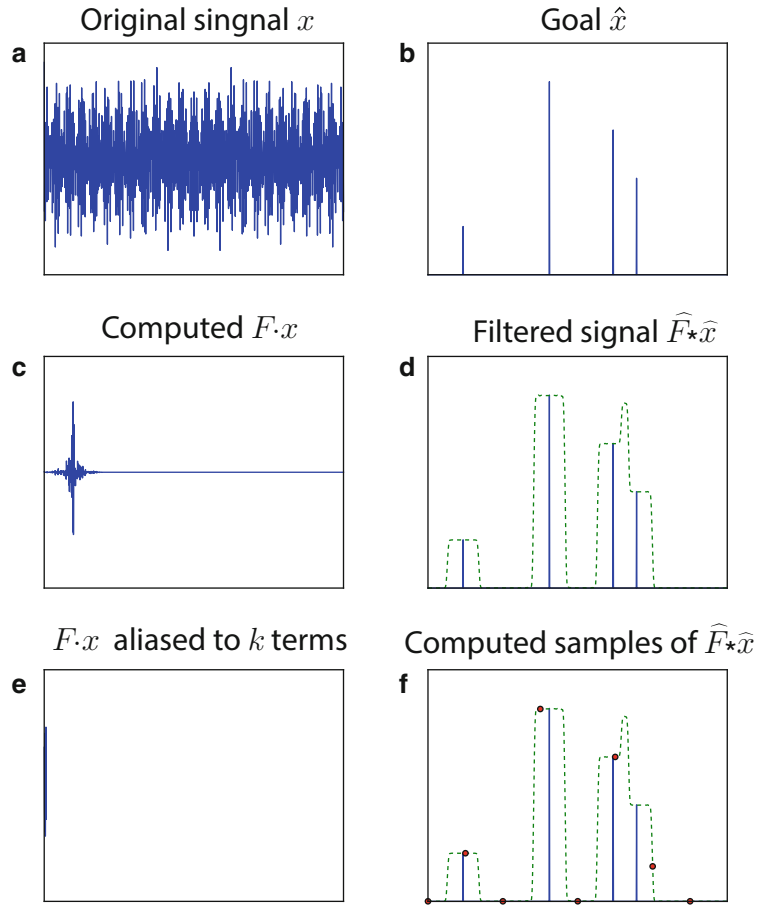 Original singnal x
a
Goal x̂
b
Computed F·x
c
Filtered signal F̂⋆x̂
d
F·x aliased to k terms
e
Computed samples of F̂⋆x̂
f